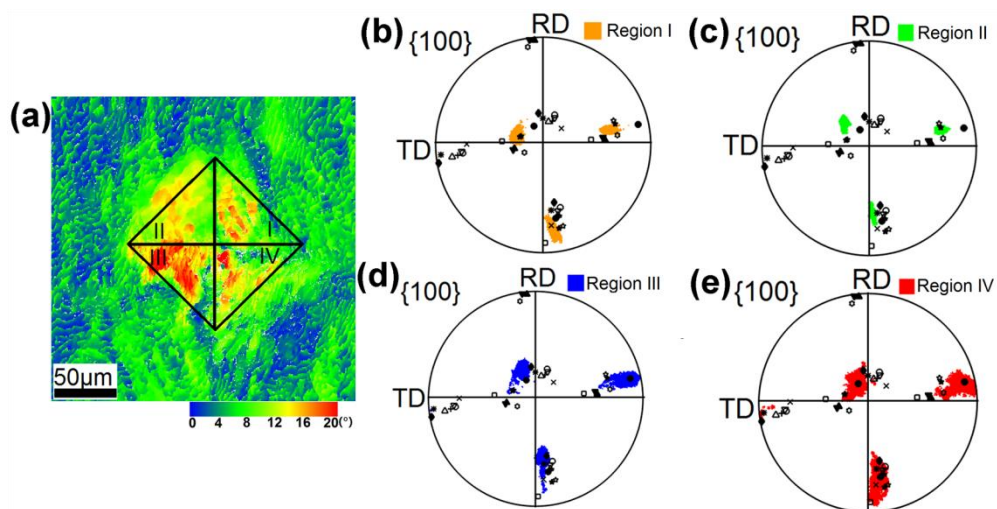 (a)
I
II
III
IV
50μm
0 4 8 12 16 20(°)
(b) {100} RD Region I
TD
(c) {100} RD Region II
TD
(d) {100} RD Region III
TD
(e) {100} RD Region IV
TD